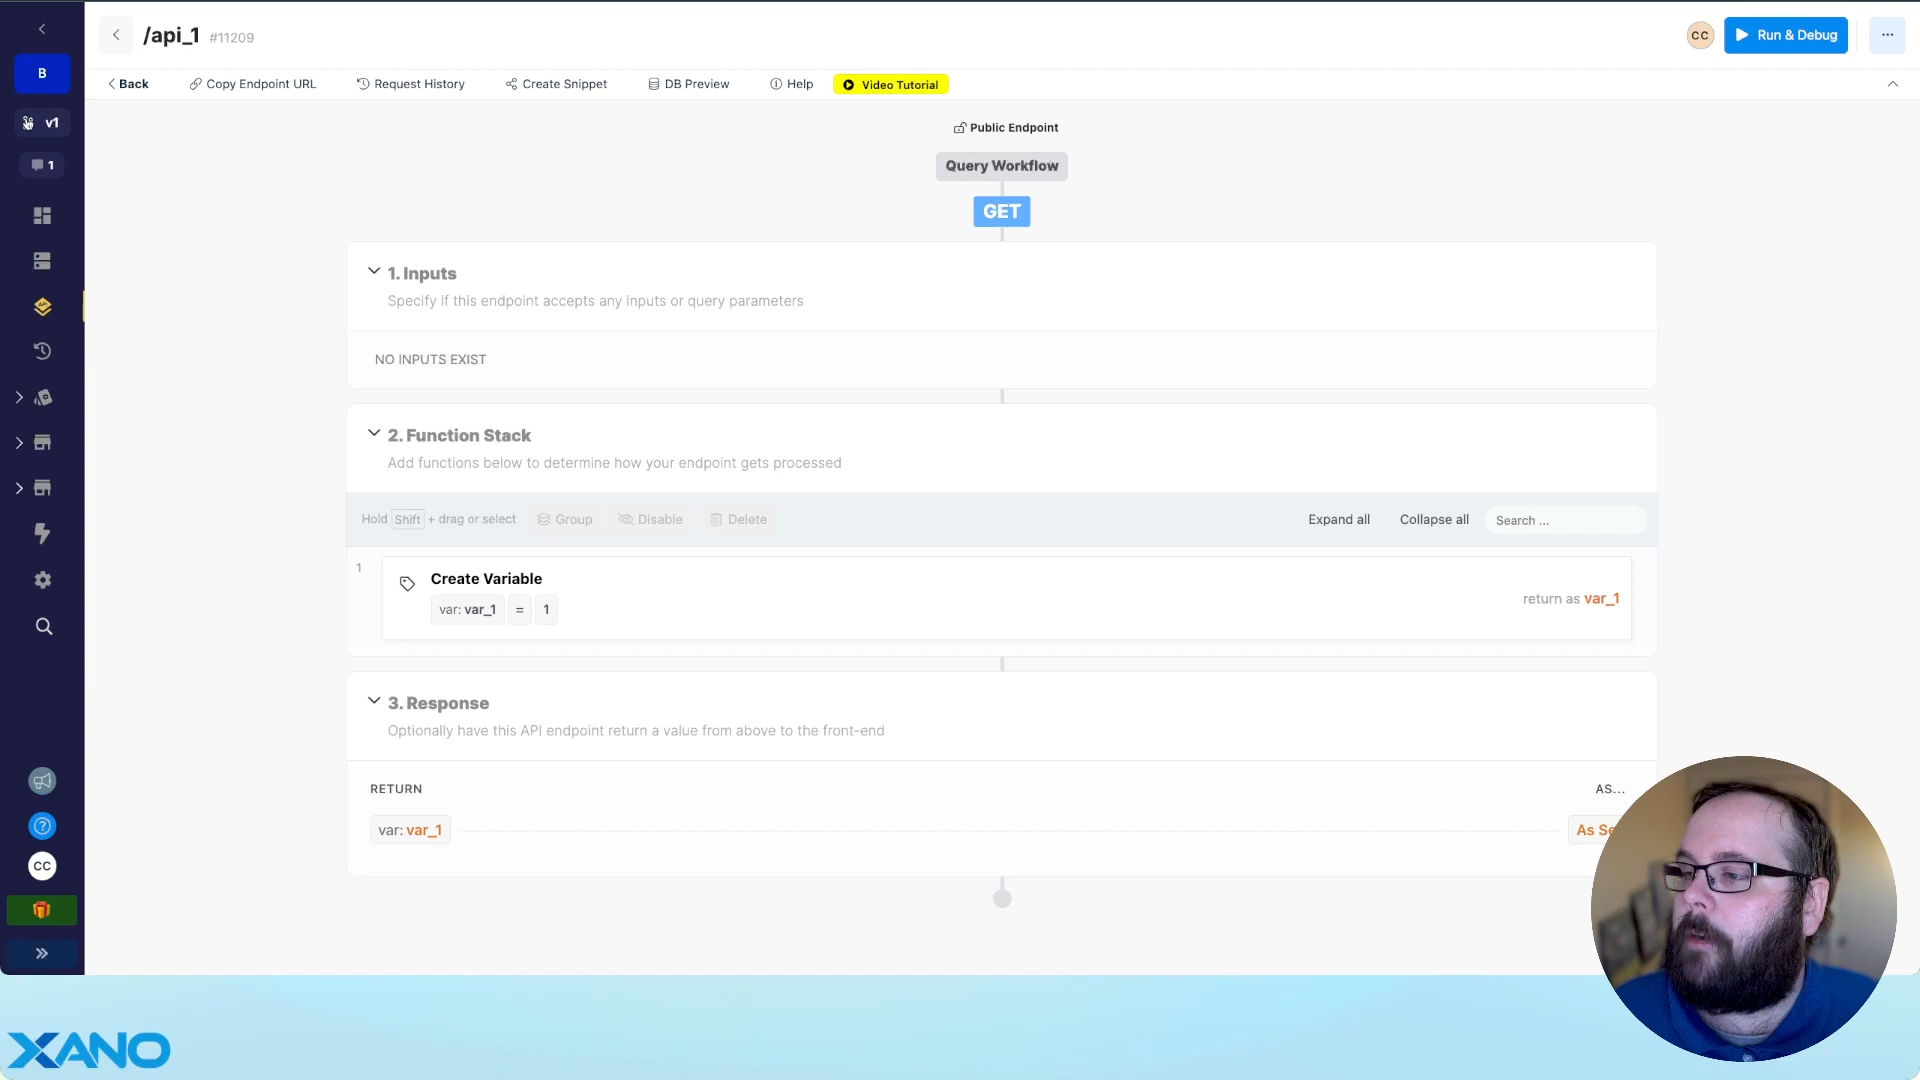 /api_1 #11209
CC
Run & Debug
B
Back
Copy Endpoint URL
Request History
Create Snippet
DB Preview
Help
Video Tutorial
v1
1
Public Endpoint
Query Workflow
GET
1. Inputs
Specify if this endpoint accepts any inputs or query parameters
NO INPUTS EXIST
2. Function Stack
Add functions below to determine how your endpoint gets processed
Hold Shift + drag or select
Group
Disable
Delete
Expand all
Collapse all
Search ...
1
Create Variable
var: var_1 = 1
return as var_1
3. Response
Optionally have this API endpoint return a value from above to the front-end
RETURN
AS...
var: var_1
As Se
CC
XANO